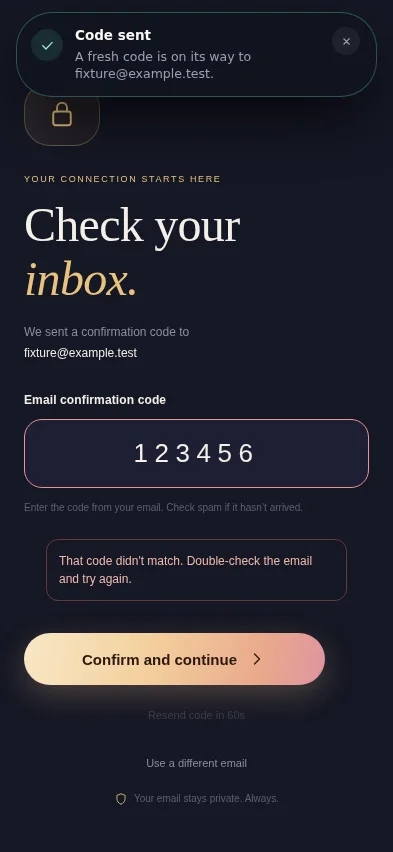 Code sent
A fresh code is on its way to
fixture@example.test.
YOUR CONNECTION STARTS HERE
Check your
inbox.
We sent a confirmation code to
fixture@example.test
Email confirmation code
123456
Enter the code from your email. Check spam if it hasn't arrived.
That code didn't match. Double-check the email
and try again.
Confirm and continue
Resend code in 60s
Use a different email
Your email stays private. Always.